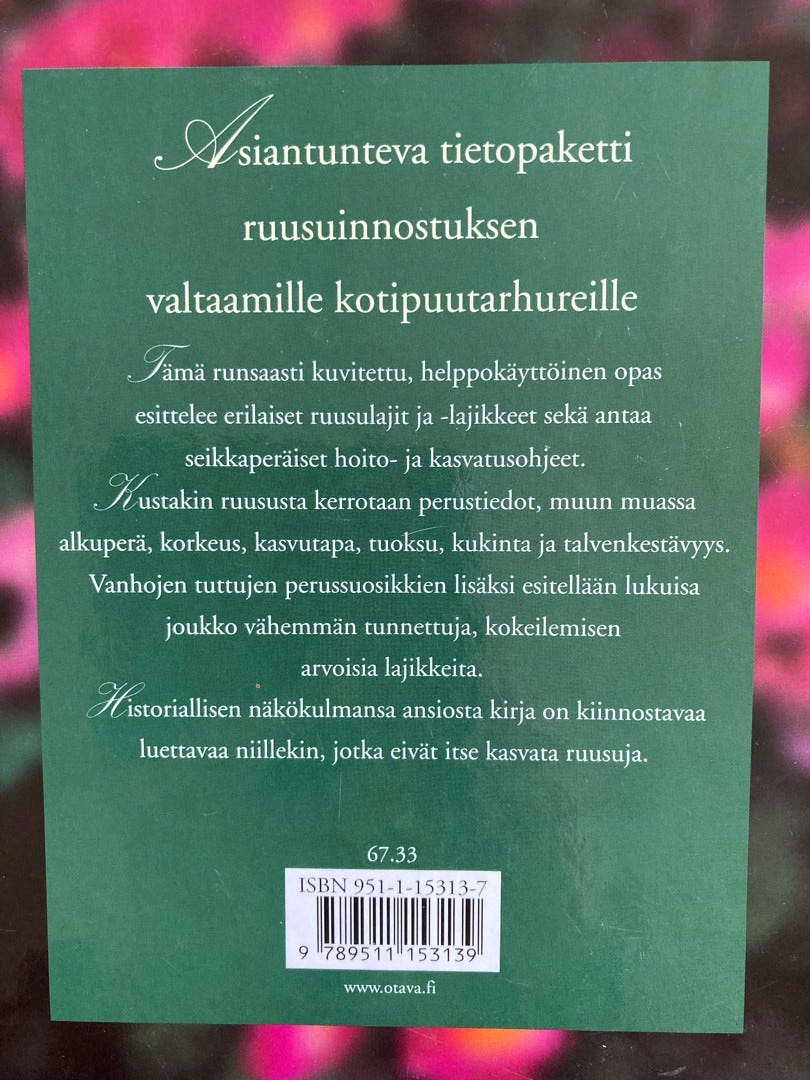 Asiantunteva tietopaketti
ruusuinnostuksen
valtaamille kotipuutarhureille
Tämä runsaasti kuvitettu, helppokäyttöinen opas
esittelee erilaiset ruusulajit ja -lajikkeet sekä antaa
seikkaperäiset hoito- ja kasvatusohjeet.
Kustakin ruususta kerrotaan perustiedot, muun muassa
alkuperä, korkeus, kasvutapa, tuoksu, kukinta ja talvenkestävyys.
Vanhojen tuttujen perussuosikkien lisäksi esitellään lukuisa
joukko vähemmän tunnettuja, kokeilemisen
arvoisia lajikkeita.
Historiallisen näkökulmansa ansiosta kirja on kiinnostavaa
luettavaa niillekin, jotka eivät itse kasvata ruusuja.
67.33
ISBN 951-1-15313-7
9 789511 153139
www.otava.fi